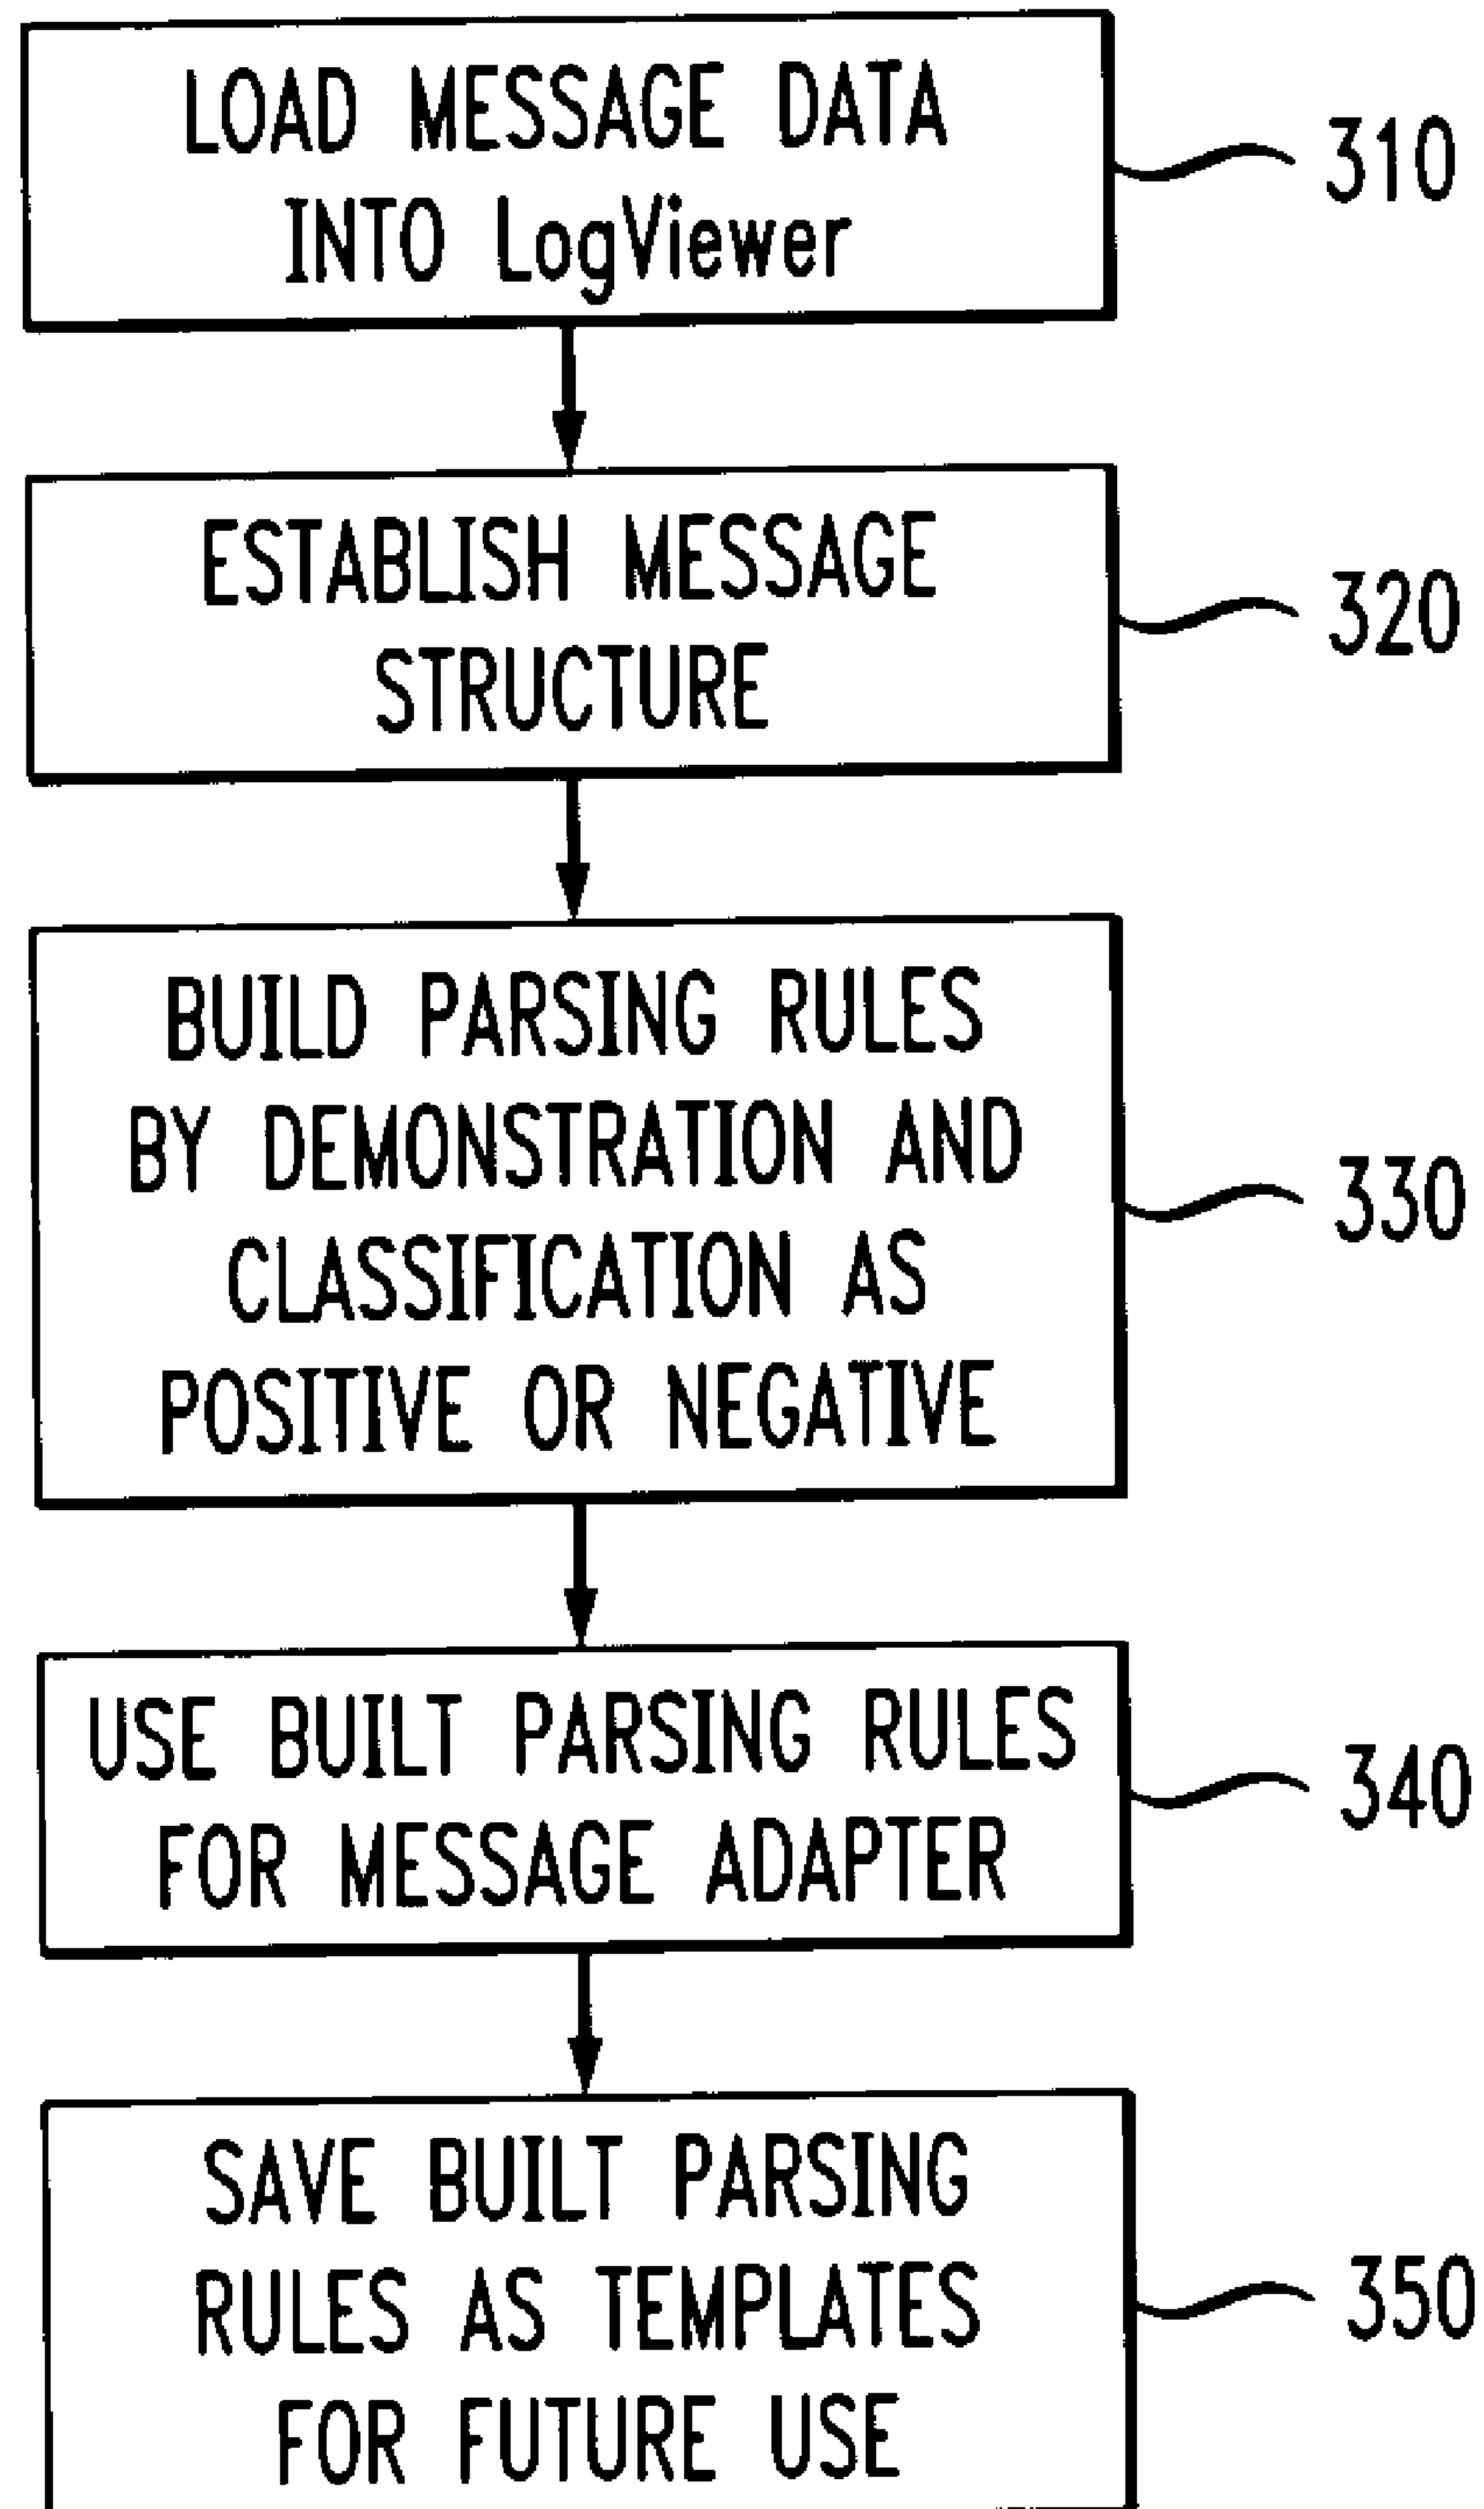 LOAD MESSAGE DATA
INTO LogViewer
310
ESTABLISH MESSAGE
STRUCTURE
320
BUILD PARSING RULES
BY DEMONSTRATION AND
CLASSIFICATION AS
POSITIVE OR NEGATIVE
330
USE BUILT PARSING RULES
FOR MESSAGE ADAPTER
340
SAVE BUILT PARSING
RULES AS TEMPLATES
FOR FUTURE USE
350